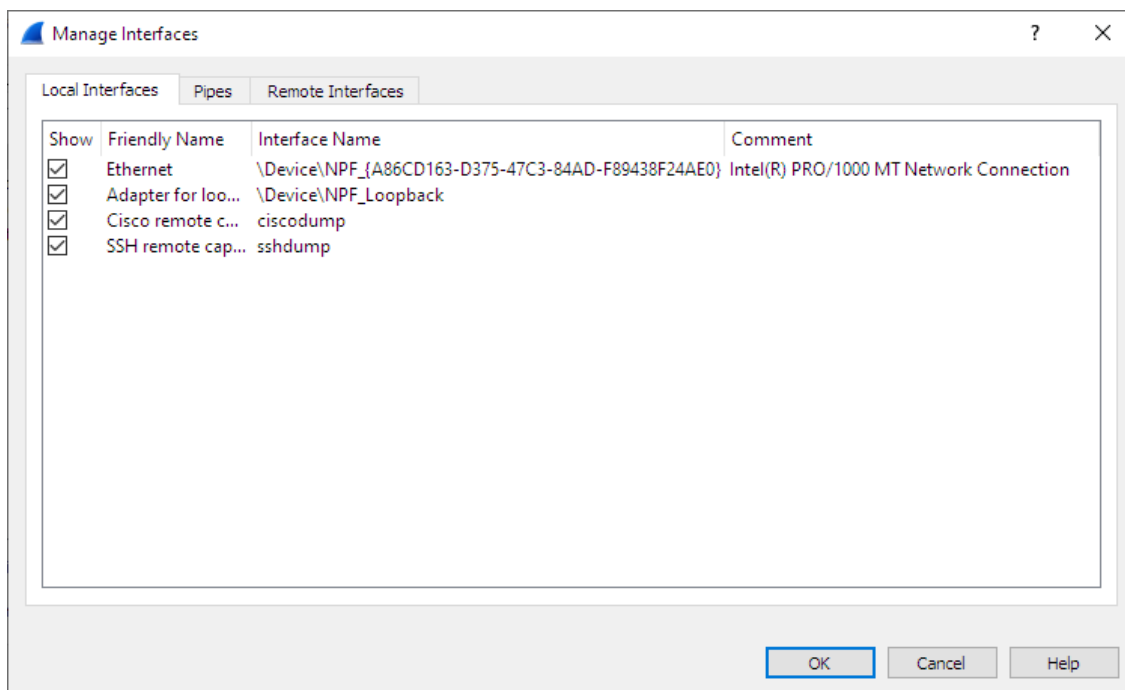 Manage Interfaces
Local Interfaces Pipes Remote Interfaces
Show Friendly Name Interface Name Comment
Ethernet \Device\NPF_{A86CD163-D375-47C3-84AD-F89438F24AE0} Intel(R) PRO/1000 MT Network Connection
Adapter for loo... \Device\NPF_Loopback
Cisco remote c... ciscodump
SSH remote cap... sshdump
OK Cancel Help